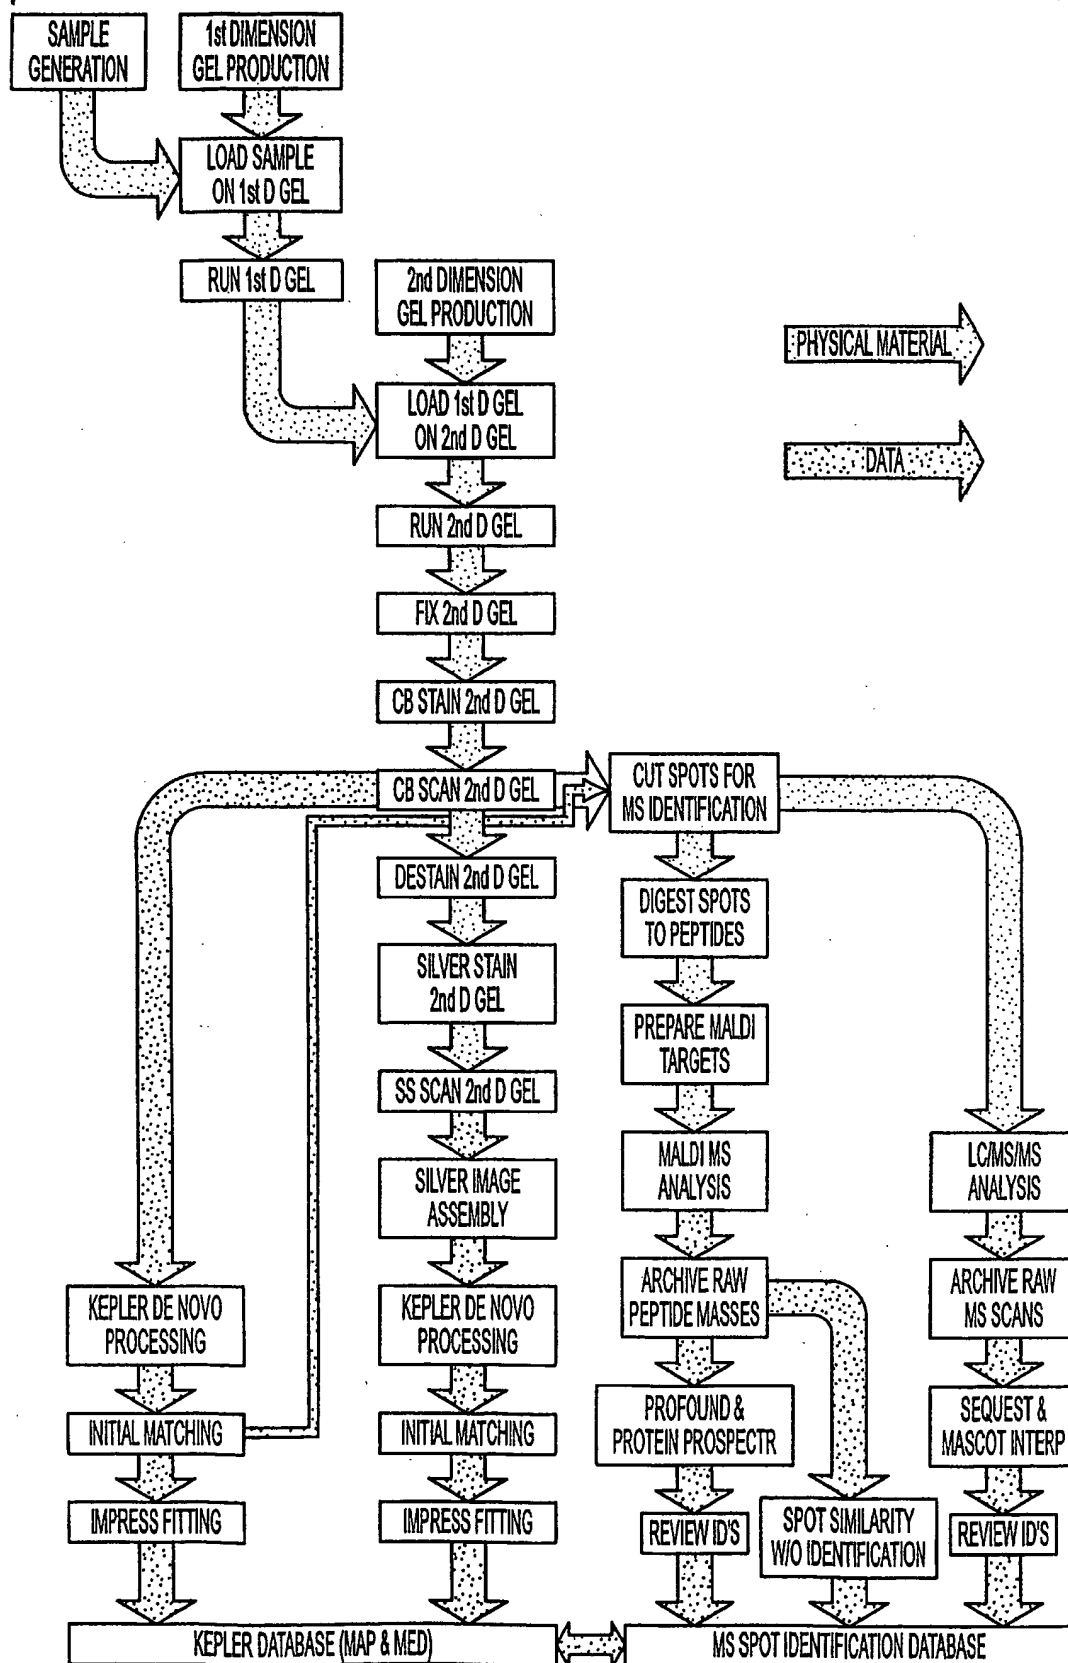 SAMPLE
GENERATION
1st DIMENSION
GEL PRODUCTION
LOAD SAMPLE
ON 1st D GEL
RUN 1st D GEL
2nd DIMENSION
GEL PRODUCTION
PHYSICAL MATERIAL
LOAD 1st D GEL
ON 2nd D GEL
DATA
RUN 2nd D GEL
FIX 2nd D GEL
CB STAIN 2nd D GEL
CB SCAN 2nd D GEL
CUT SPOTS FOR
MS IDENTIFICATION
DESTAIN 2nd D GEL
DIGEST SPOTS
TO PEPTIDES
SILVER STAIN
2nd D GEL
PREPARE MALDI
TARGETS
SS SCAN 2nd D GEL
MALDI MS
ANALYSIS
LC/MS/MS
ANALYSIS
SILVER IMAGE
ASSEMBLY
KEPLER DE NOVO
PROCESSING
KEPLER DE NOVO
PROCESSING
ARCHIVE RAW
PEPTIDE MASSES
ARCHIVE RAW
MS SCANS
INITIAL MATCHING
INITIAL MATCHING
PROFOUND &
PROTEIN PROSPECTR
SEQUEST &
MASCOT INTERP
IMPRESS FITTING
IMPRESS FITTING
REVIEW ID'S
SPOT SIMILARITY
W/O IDENTIFICATION
REVIEW ID'S
KEPLER DATABASE (MAP & MED)
MS SPOT IDENTIFICATION DATABASE